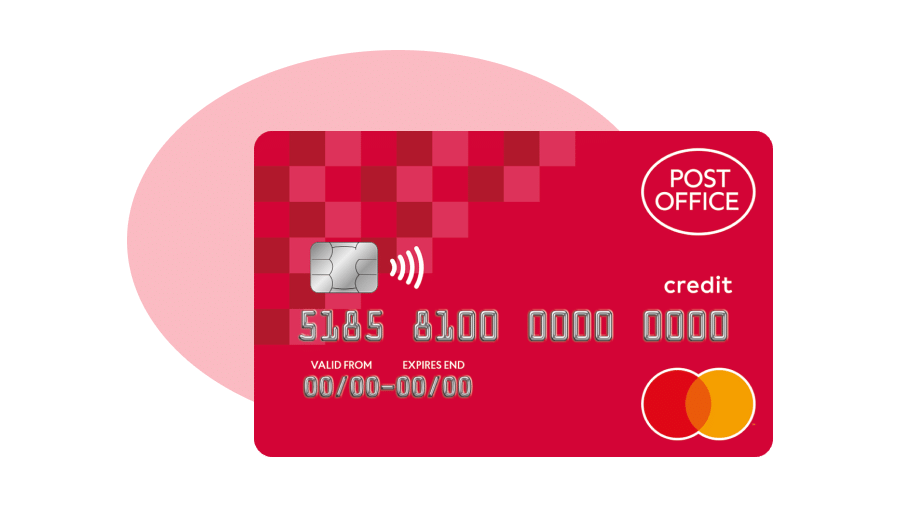 POST
OFFICE
credit
5185 8100 0000 0000
VALID FROM EXPIRES END
00/00-00/00